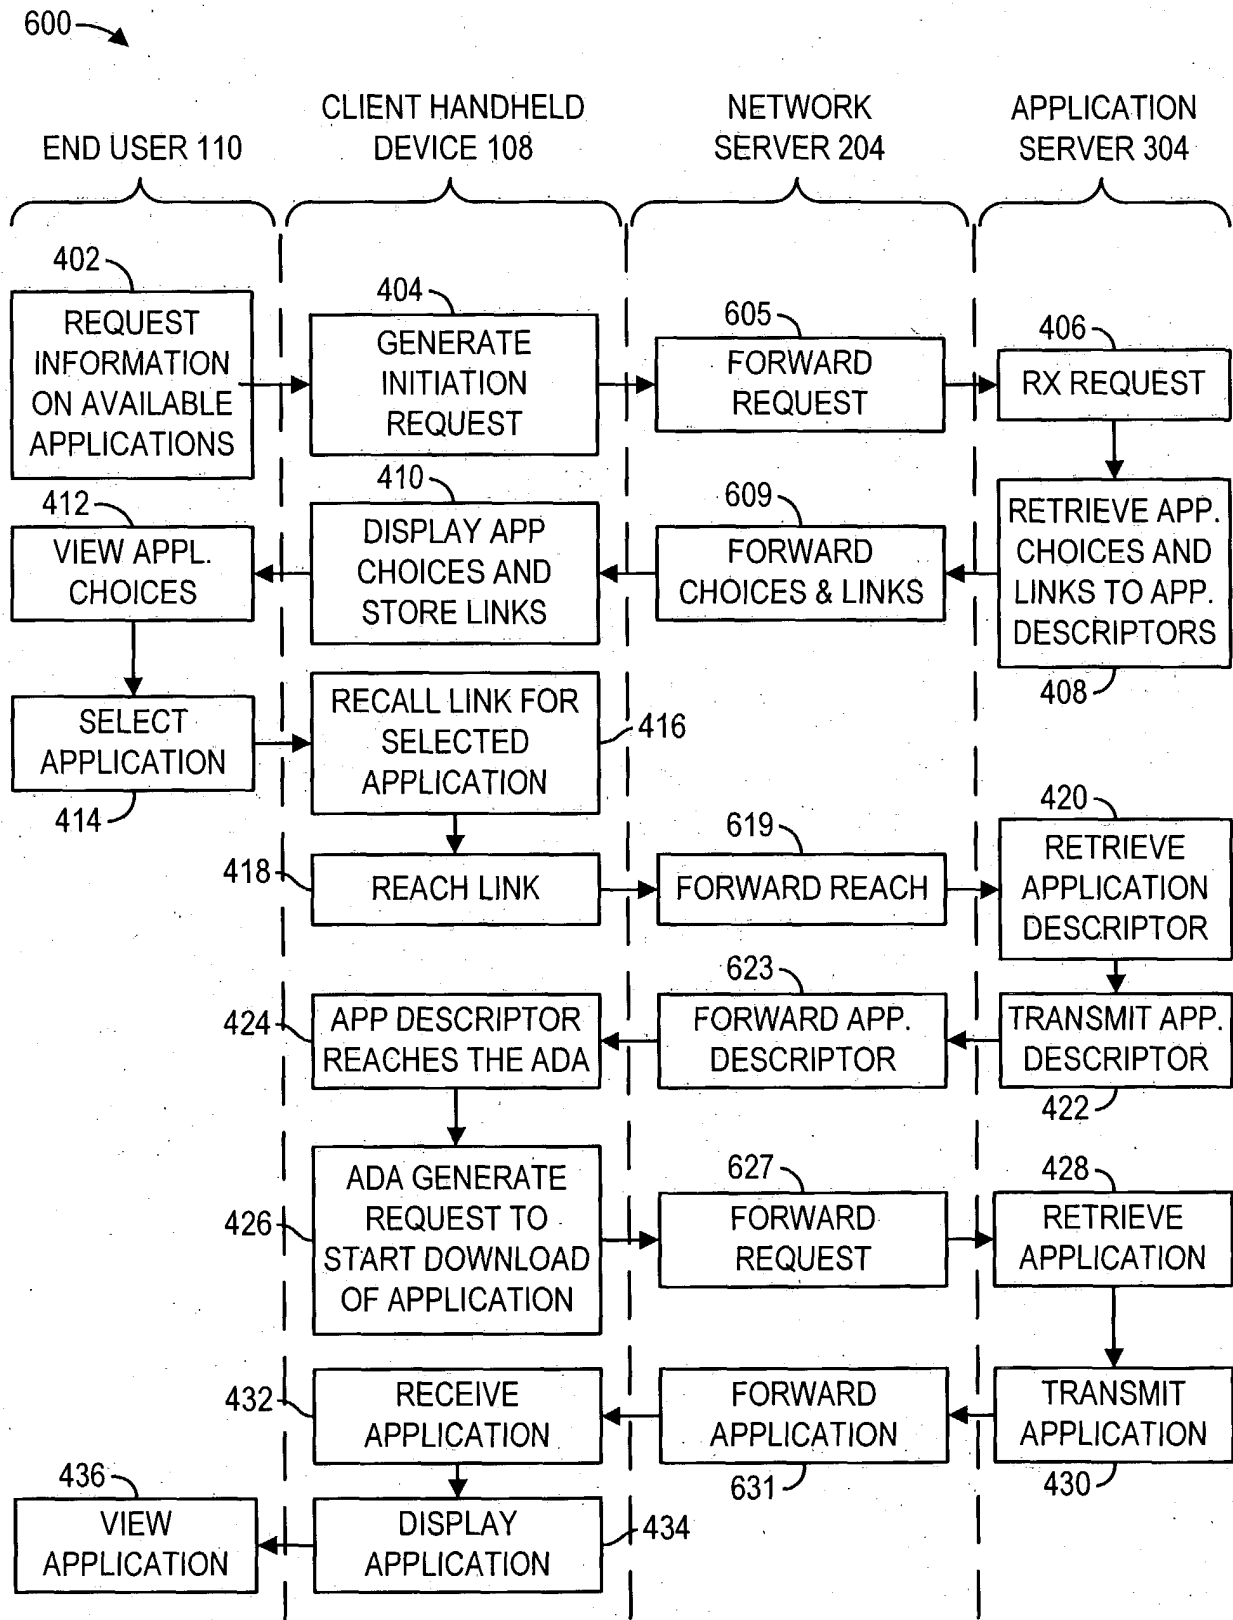 600
END USER 110
CLIENT HANDHELD
DEVICE 108
NETWORK
SERVER 204
APPLICATION
SERVER 304
402
REQUEST
INFORMATION
ON AVAILABLE
APPLICATIONS
404
GENERATE
INITIATION
REQUEST
605
FORWARD
REQUEST
406
RX REQUEST
412
VIEW APPL.
CHOICES
410
DISPLAY APP
CHOICES AND
STORE LINKS
609
FORWARD
CHOICES & LINKS
RETRIEVE APP.
CHOICES AND
LINKS TO APP.
DESCRIPTORS
408
SELECT
APPLICATION
414
RECALL LINK FOR
SELECTED
APPLICATION
416
418
REACH LINK
619
FORWARD REACH
420
RETRIEVE
APPLICATION
DESCRIPTOR
424
APP DESCRIPTOR
REACHES THE ADA
623
FORWARD APP.
DESCRIPTOR
TRANSMIT APP.
DESCRIPTOR
422
426
ADA GENERATE
REQUEST TO
START DOWNLOAD
OF APPLICATION
627
FORWARD
REQUEST
428
RETRIEVE
APPLICATION
432
RECEIVE
APPLICATION
FORWARD
APPLICATION
631
TRANSMIT
APPLICATION
430
436
VIEW
APPLICATION
DISPLAY
APPLICATION
434